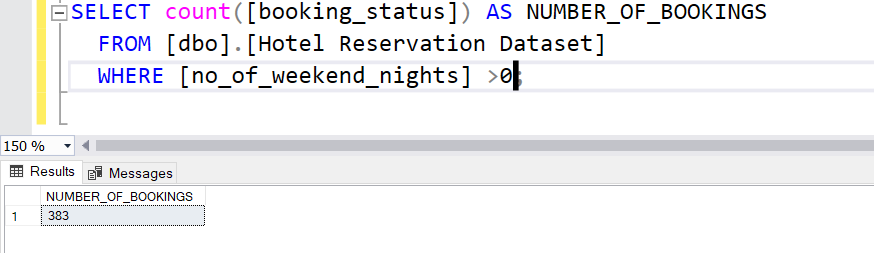 SELECT count([booking_status]) AS NUMBER_OF_BOOKINGS
FROM [dbo].[Hotel Reservation Dataset]
WHERE [no_of_weekend_nights] >0;
150 %
Results Messages
NUMBER_OF_BOOKINGS
1 383